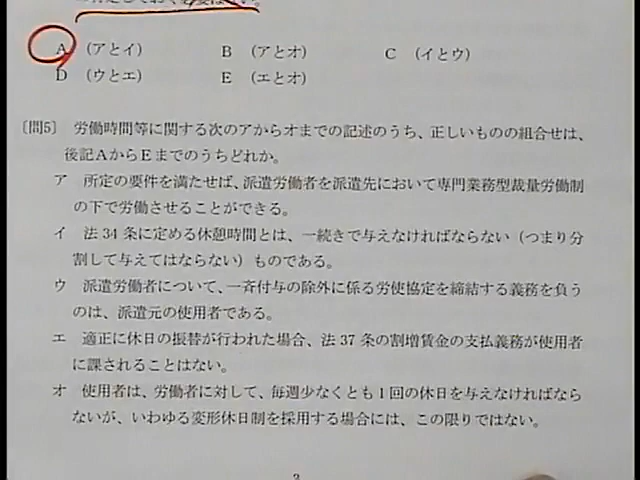 A （アとイ） B （アとオ） C （イとウ）
D （ウとエ） E （エとオ）
〔問5〕 労働時間等に関する次のアからオまでの記述のうち、正しいものの組合せは、
後記AからEまでのうちどれか。
ア 所定の要件を満たせば、派遣労働者を派遣先において専門業務型裁量労働制
の下で労働させることができる。
イ 法34条に定める休憩時間とは、一続きで与えなければならない（つまり分
割して与えてはならない）ものである。
ウ 派遣労働者について、一斉付与の除外に係る労使協定を締結する義務を負う
のは、派遣元の使用者である。
エ 適正に休日の振替が行われた場合、法37条の割増賃金の支払義務が使用者
に課されることはない。
オ 使用者は、労働者に対して、毎週少なくとも1回の休日を与えなければなら
ないが、いわゆる変形休日制を採用する場合には、この限りではない。